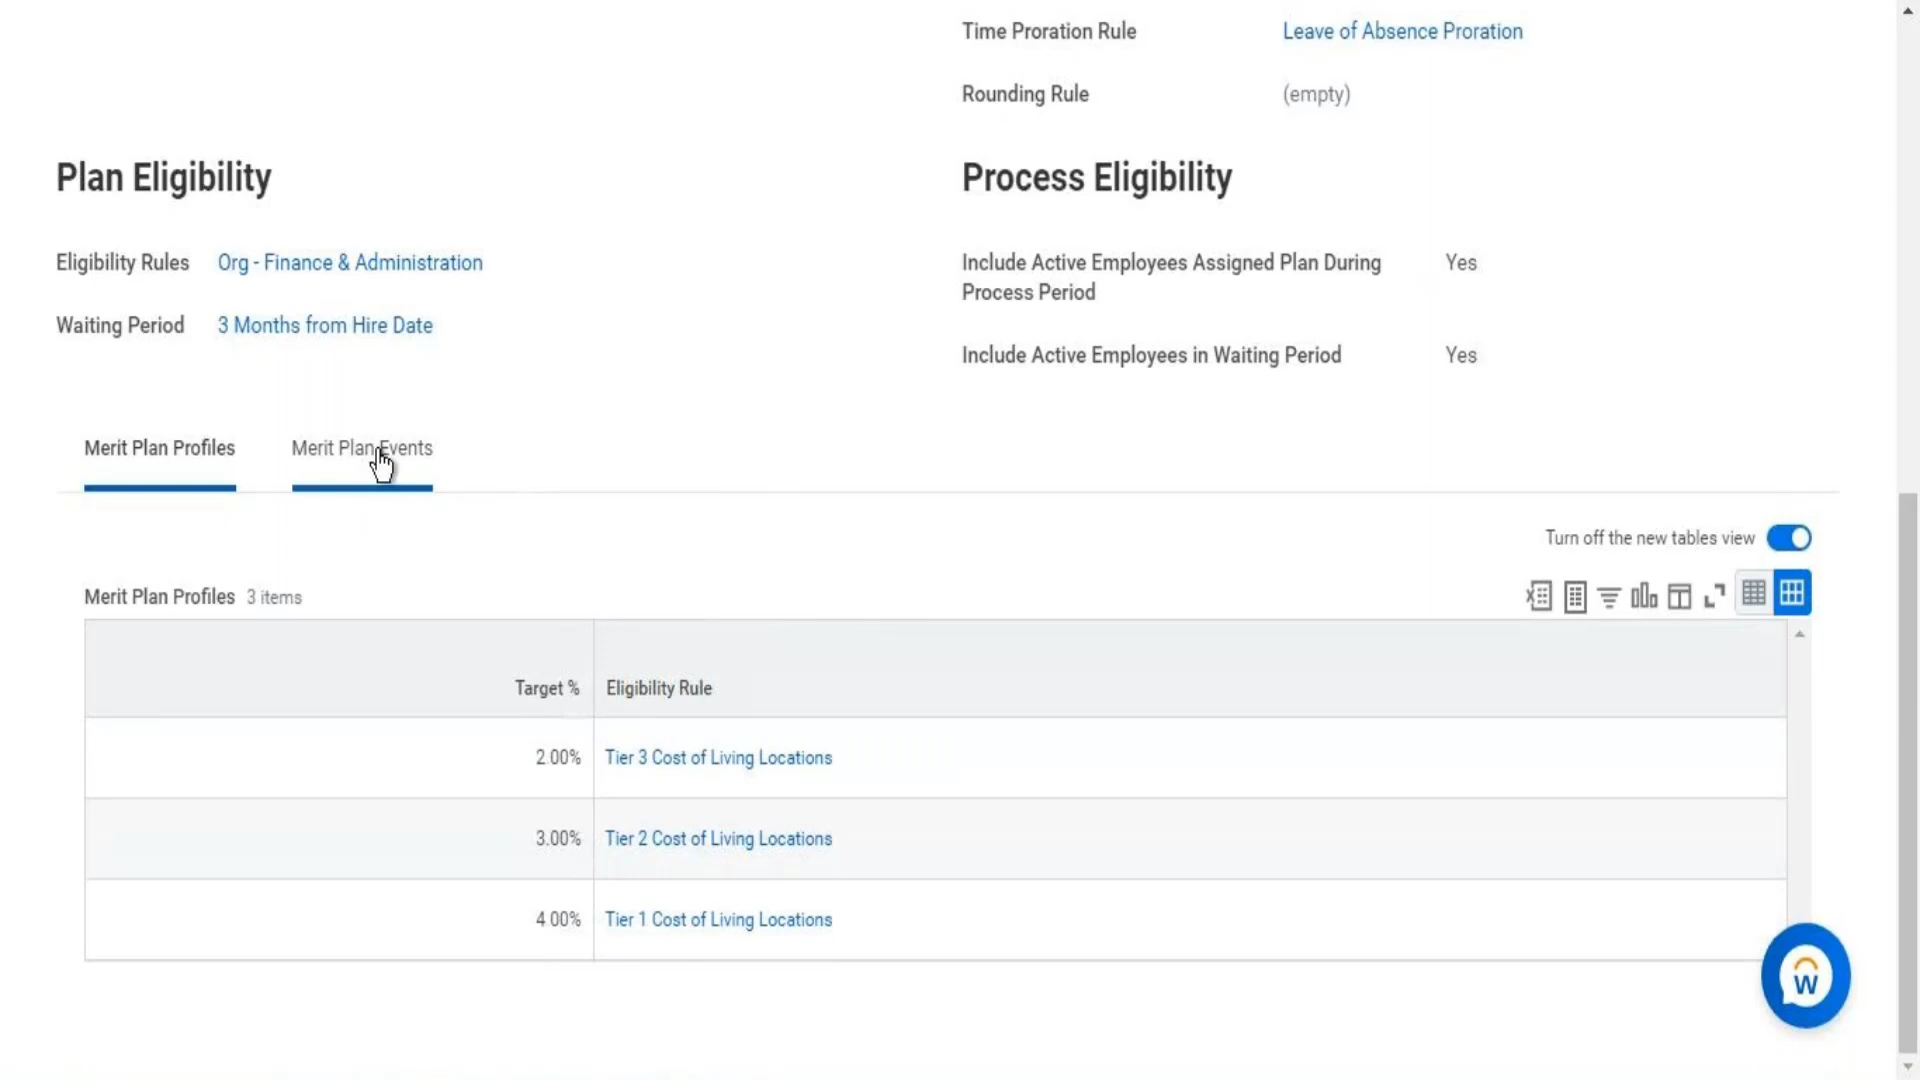 Time Proration Rule Leave of Absence Proration
Rounding Rule (empty)
Plan Eligibility
Eligibility Rules Org - Finance & Administration
Waiting Period 3 Months from Hire Date
Process Eligibility
Include Active Employees Assigned Plan During
Process Period Yes
Include Active Employees in Waiting Period Yes
Merit Plan Profiles Merit Plan Events
Turn off the new tables view
Merit Plan Profiles 3 items
Target % Eligibility Rule
2.00% Tier 3 Cost of Living Locations
3.00% Tier 2 Cost of Living Locations
4.00% Tier 1 Cost of Living Locations
W